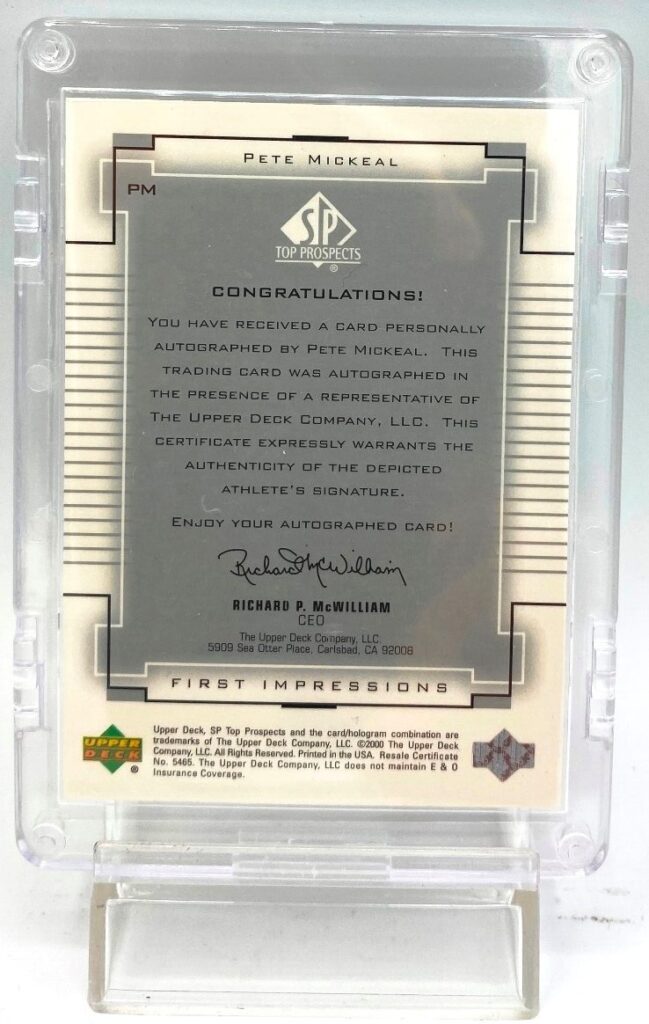 PETE MICKEAL
PM
SP
TOP PROSPECTS
®
CONGRATULATIONS!
YOU HAVE RECEIVED A CARD PERSONALLY
AUTOGRAPHED BY PETE MICKEAL. THIS
TRADING CARD WAS AUTOGRAPHED IN
THE PRESENCE OF A REPRESENTATIVE OF
THE UPPER DECK COMPANY, LLC. THIS
CERTIFICATE EXPRESSLY WARRANTS THE
AUTHENTICITY OF THE DEPICTED
ATHLETE'S SIGNATURE.
ENJOY YOUR AUTOGRAPHED CARD!
Richard McWilliam
RICHARD P. McWILLIAM
CEO
The Upper Deck Company, LLC.
5909 Sea Otter Place, Carlsbad, CA 92008
FIRST IMPRESSIONS
UPPER
DECK
®
Upper Deck, SP Top Prospects and the card/hologram combination are
trademarks of The Upper Deck Company, LLC. ©2000 The Upper Deck
Company, LLC. All Rights Reserved. Printed in the USA. Resale Certificate
No. 5465. The Upper Deck Company, LLC does not maintain E & O
Insurance Coverage.